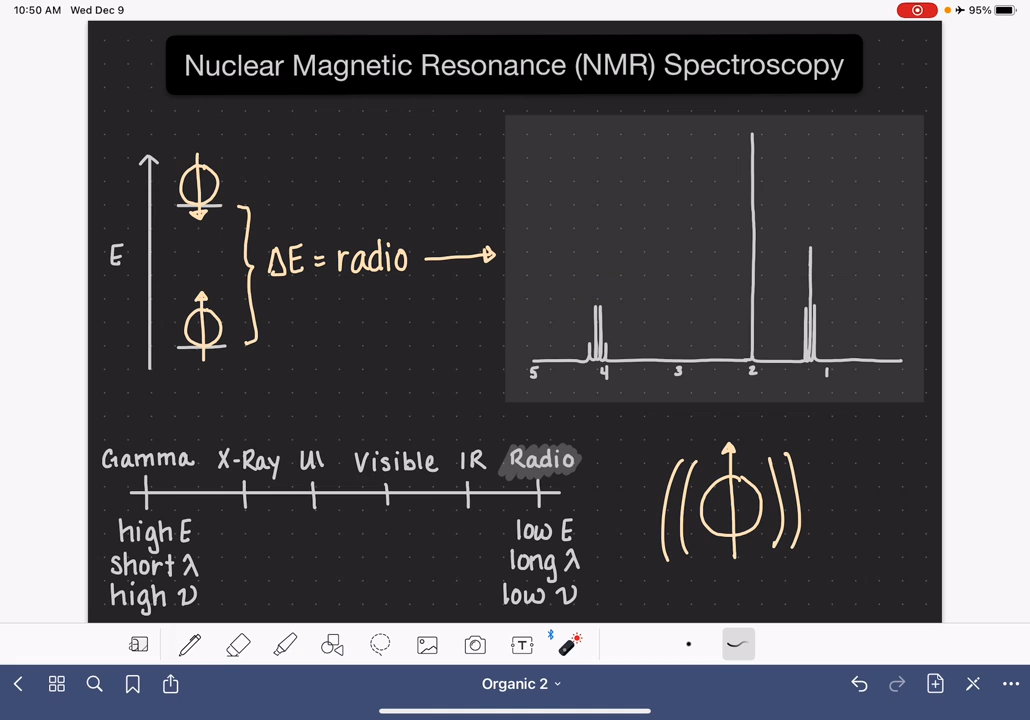 10:50 AM Wed Dec 9
95%
Nuclear Magnetic Resonance (NMR) Spectroscopy
E
ΔE = radio
5 4 3 2 1
Gamma X-Ray UV Visible IR Radio
high E low E
short λ long λ
high ν low ν
T
Organic 2